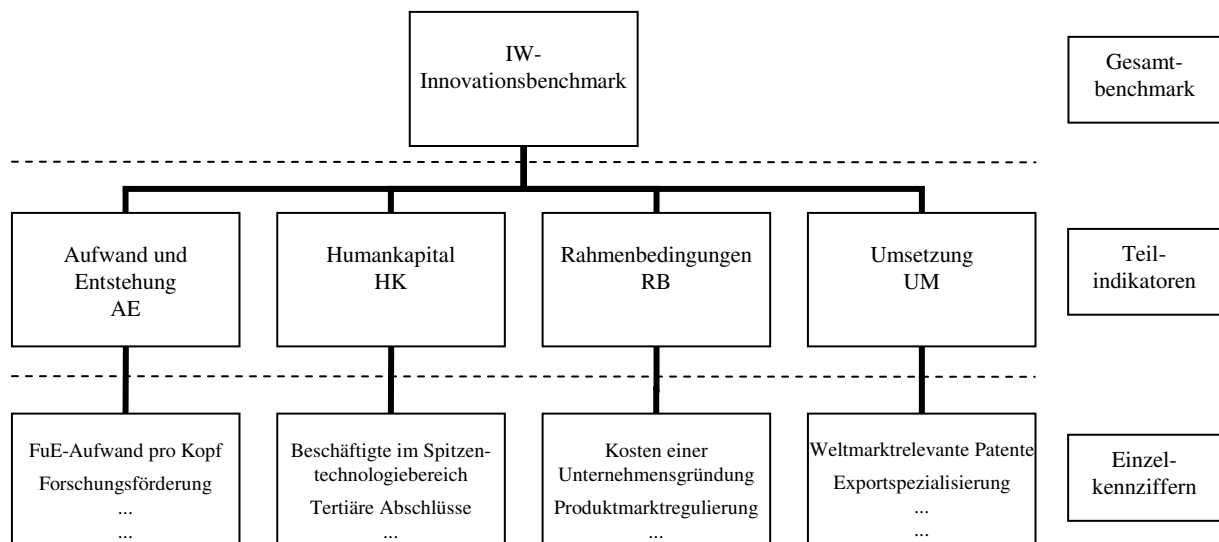 IW-
Innovationsbenchmark
Gesamt-
benchmark
Aufwand und
Entstehung
AE
Humankapital
HK
Rahmenbedingungen
RB
Umsetzung
UM
Teil-
indikatoren
FuE-Aufwand pro Kopf
Forschungsförderung
...
...
Beschäftigte im Spitzen-
technologiebereich
Tertiäre Abschlüsse
...
Kosten einer
Unternehmensgründung
Produktmarktregulierung
...
Weltmarktrelevante Patente
Exportspezialisierung
...
...
Einzel-
kennziffern